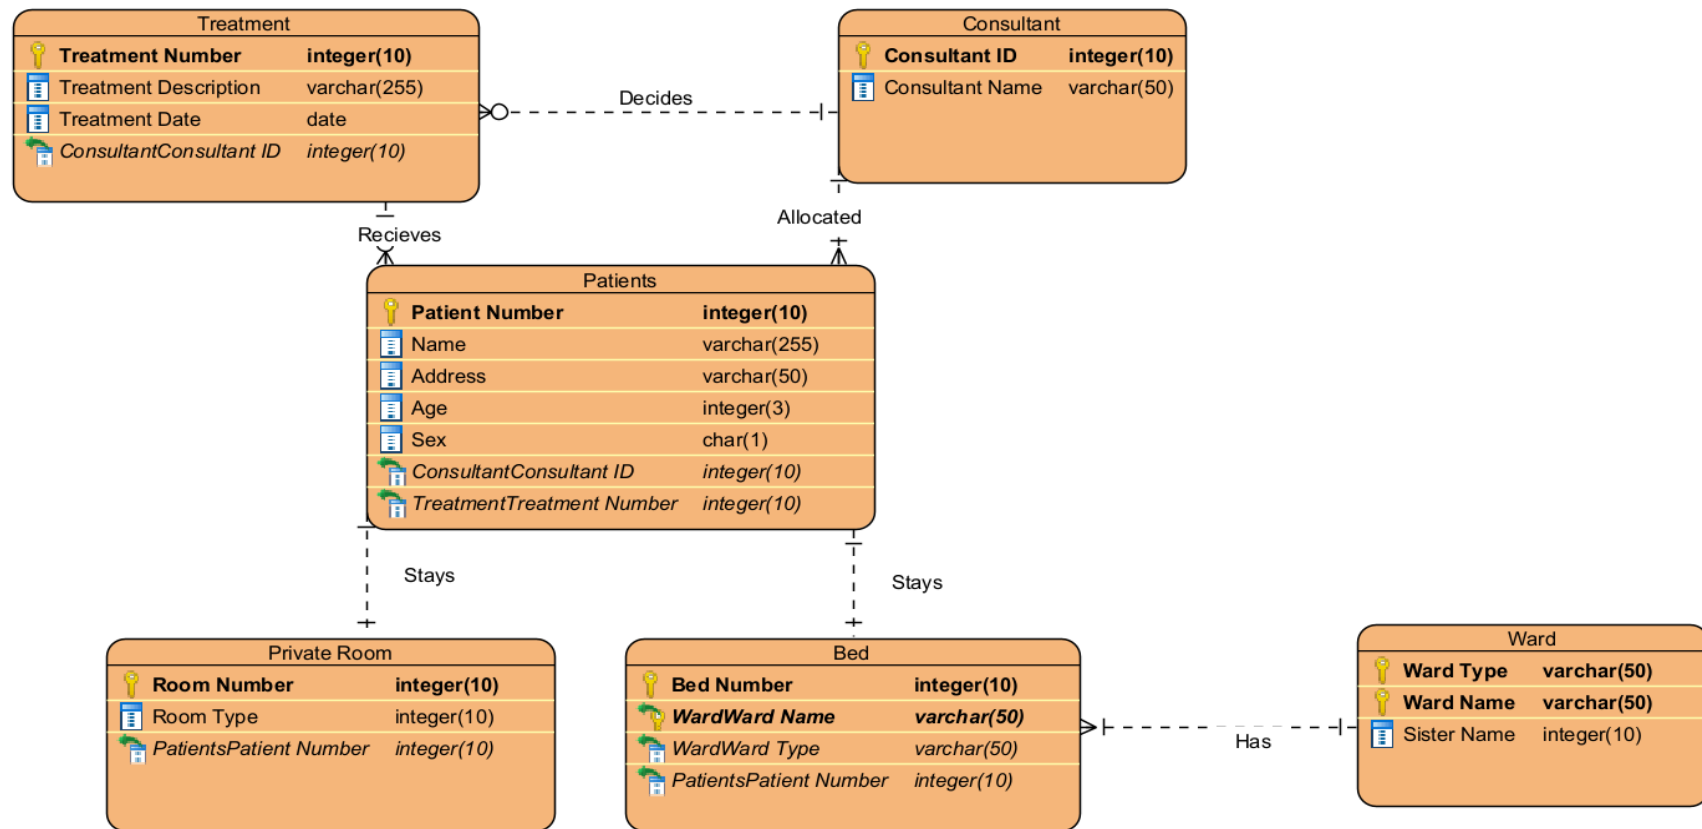 Treatment
Treatment Number integer(10)
Treatment Description varchar(255)
Treatment Date date
ConsultantConsultant ID integer(10)
Consultant
Consultant ID integer(10)
Consultant Name varchar(50)
Decides
Recieves
Allocated
Patients
Patient Number integer(10)
Name varchar(255)
Address varchar(50)
Age integer(3)
Sex char(1)
ConsultantConsultant ID integer(10)
TreatmentTreatment Number integer(10)
Stays
Stays
Private Room
Room Number integer(10)
Room Type integer(10)
PatientsPatient Number integer(10)
Bed
Bed Number integer(10)
WardWard Name varchar(50)
WardWard Type varchar(50)
PatientsPatient Number integer(10)
Has
Ward
Ward Type varchar(50)
Ward Name varchar(50)
Sister Name integer(10)